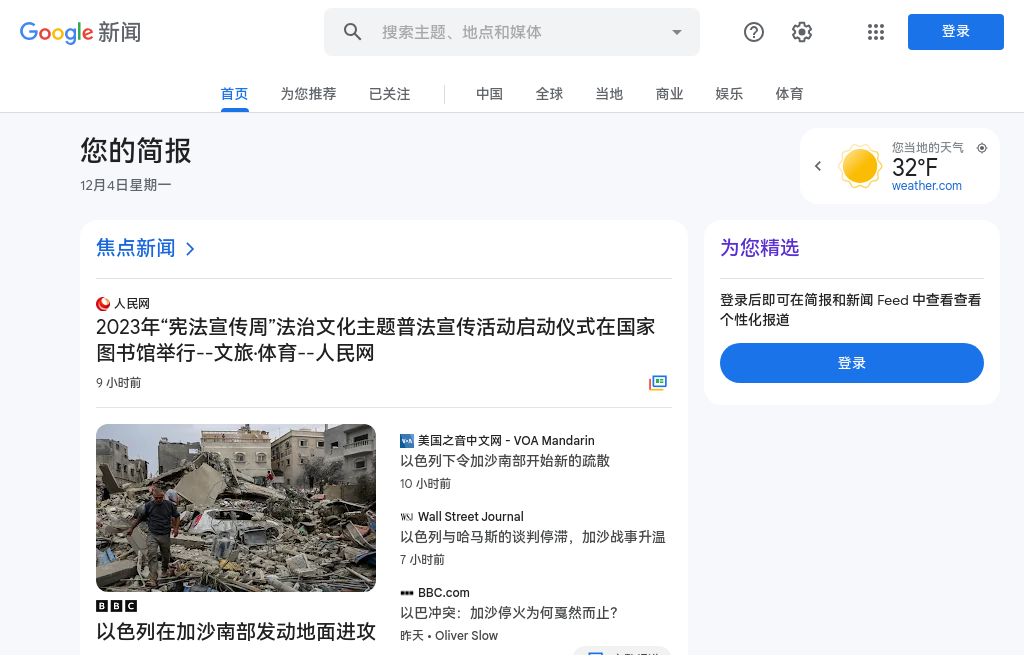 Google 新闻
搜索主题、地点和媒体
登录
首页
为您推荐
已关注
中国
全球
当地
商业
娱乐
体育
您的简报
12月4日星期一
您当地的天气
32°F
weather.com
焦点新闻
人民网
2023年“宪法宣传周”法治文化主题普法宣传活动启动仪式在国家
图书馆举行--文旅·体育--人民网
9 小时前
BBC
以色列在加沙南部发动地面进攻
VOA 美国之音中文网 - VOA Mandarin
以色列下令加沙南部开始新的疏散
10 小时前
WSJ Wall Street Journal
以色列与哈马斯的谈判停滞，加沙战事升温
7 小时前
BBC.com
以巴冲突：加沙停火为何戛然而止？
昨天 • Oliver Slow
为您精选
登录后即可在简报和新闻 Feed 中查看查看
个性化报道
登录